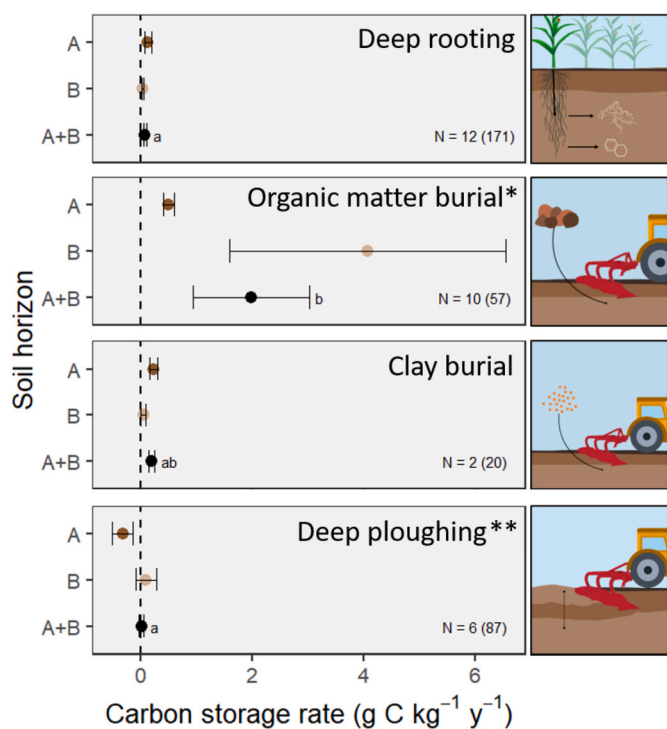 Deep rooting
A
B
A+B
a
N = 12 (171)
Organic matter burial*
A
B
A+B
b
N = 10 (57)
Clay burial
A
B
A+B
ab
N = 2 (20)
Deep ploughing**
A
B
A+B
a
N = 6 (87)
Soil horizon
0 2 4 6
Carbon storage rate (g C kg⁻¹ y⁻¹)